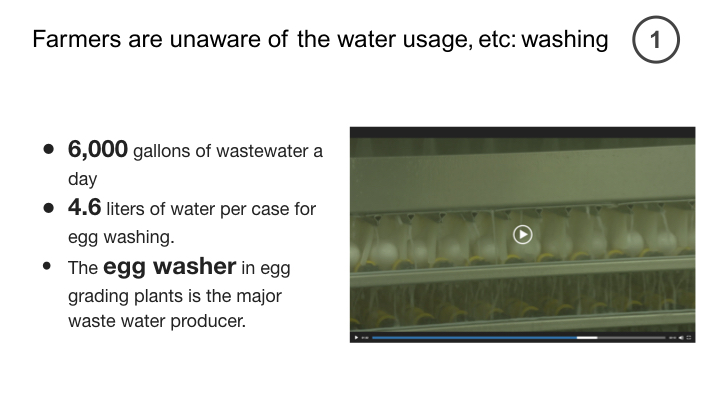 Farmers are unaware of the water usage, etc: washing
1
6,000 gallons of wastewater a
day
4.6 liters of water per case for
egg washing.
The egg washer in egg
grading plants is the major
waste water producer.